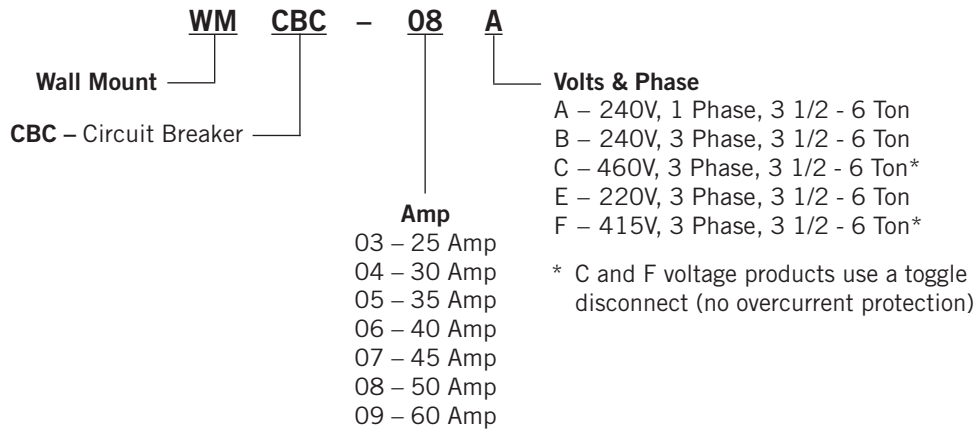 WM CBC – 08 A
Wall Mount
CBC – Circuit Breaker
Amp
03 – 25 Amp
04 – 30 Amp
05 – 35 Amp
06 – 40 Amp
07 – 45 Amp
08 – 50 Amp
09 – 60 Amp
Volts & Phase
A – 240V, 1 Phase, 3 1/2 - 6 Ton
B – 240V, 3 Phase, 3 1/2 - 6 Ton
C – 460V, 3 Phase, 3 1/2 - 6 Ton*
E – 220V, 3 Phase, 3 1/2 - 6 Ton
F – 415V, 3 Phase, 3 1/2 - 6 Ton*
* C and F voltage products use a toggle
disconnect (no overcurrent protection)